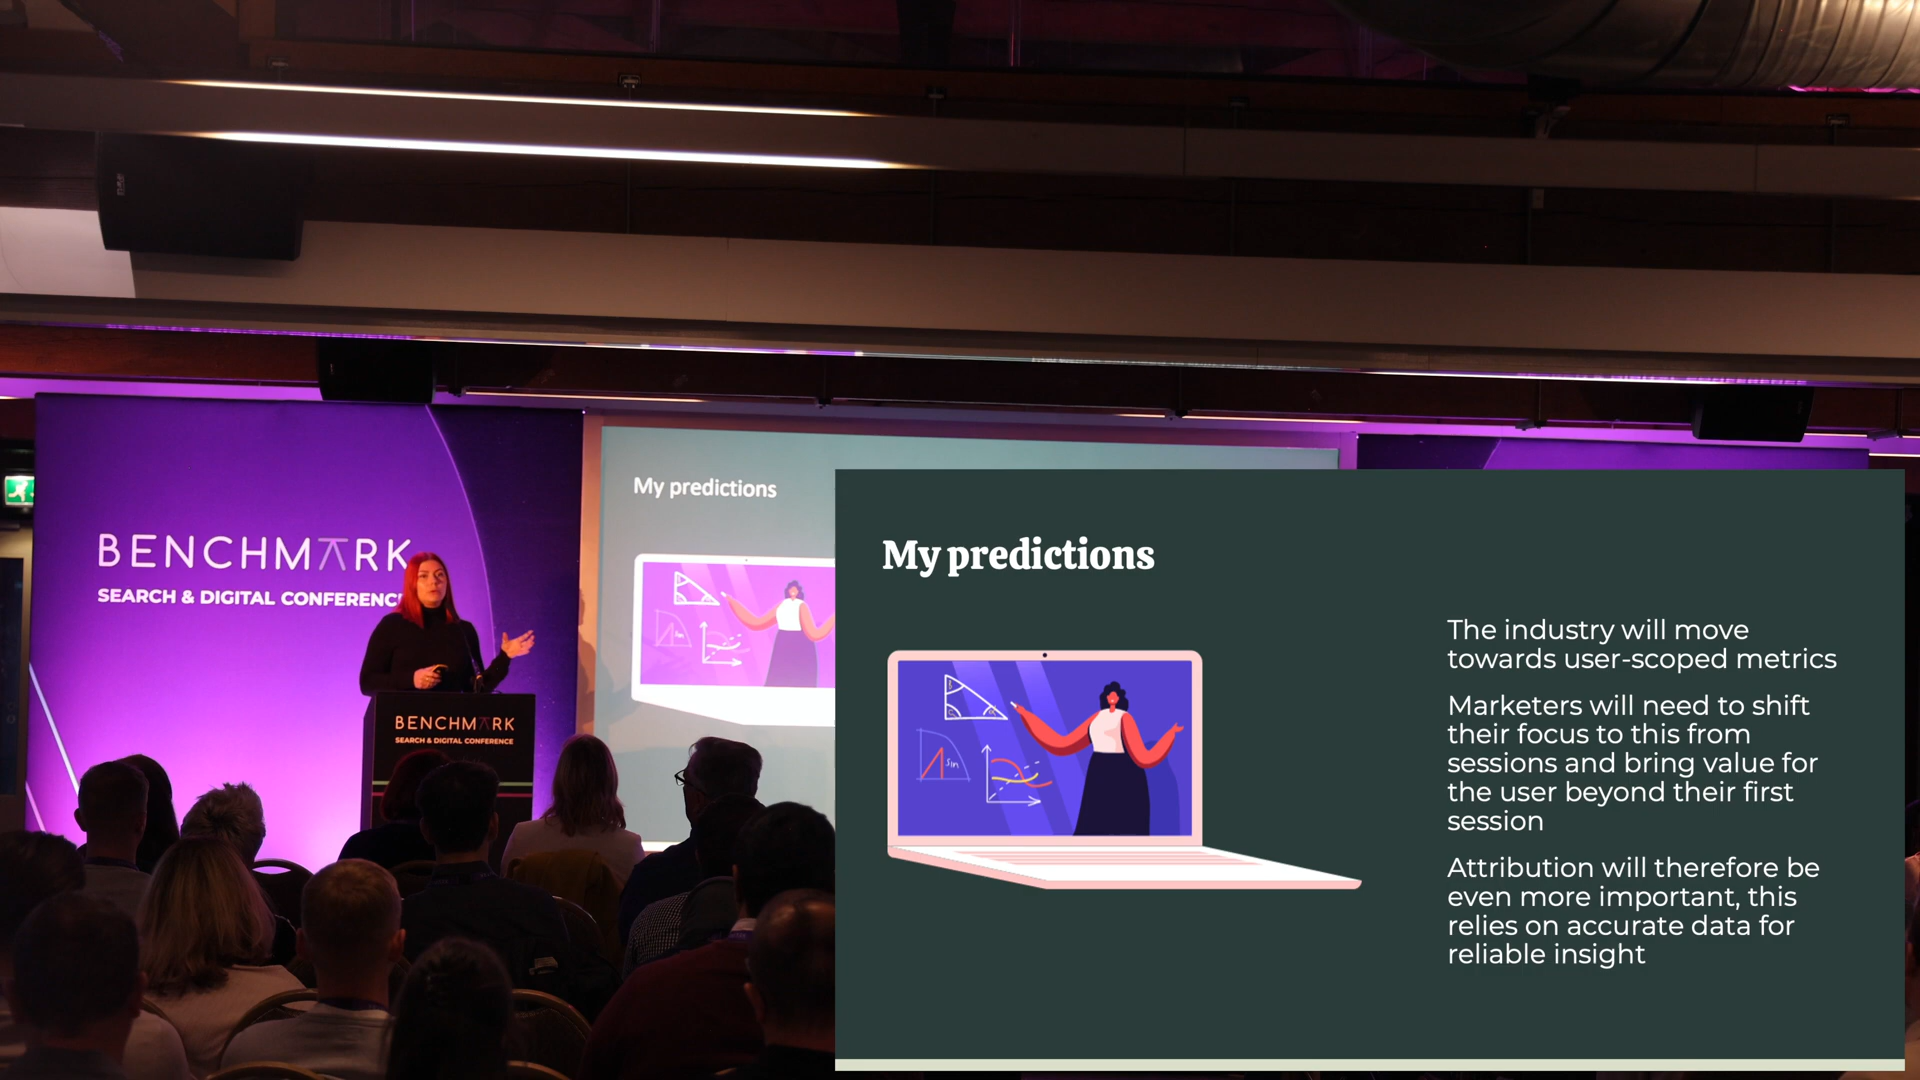 BENCHMARK
SEARCH & DIGITAL CONFERENCE
BENCHMARK
SEARCH & DIGITAL CONFERENCE
My predictions
My predictions
Sin
The industry will move
towards user-scoped metrics
Marketers will need to shift
their focus to this from
sessions and bring value for
the user beyond their first
session
Attribution will therefore be
even more important, this
relies on accurate data for
reliable insight